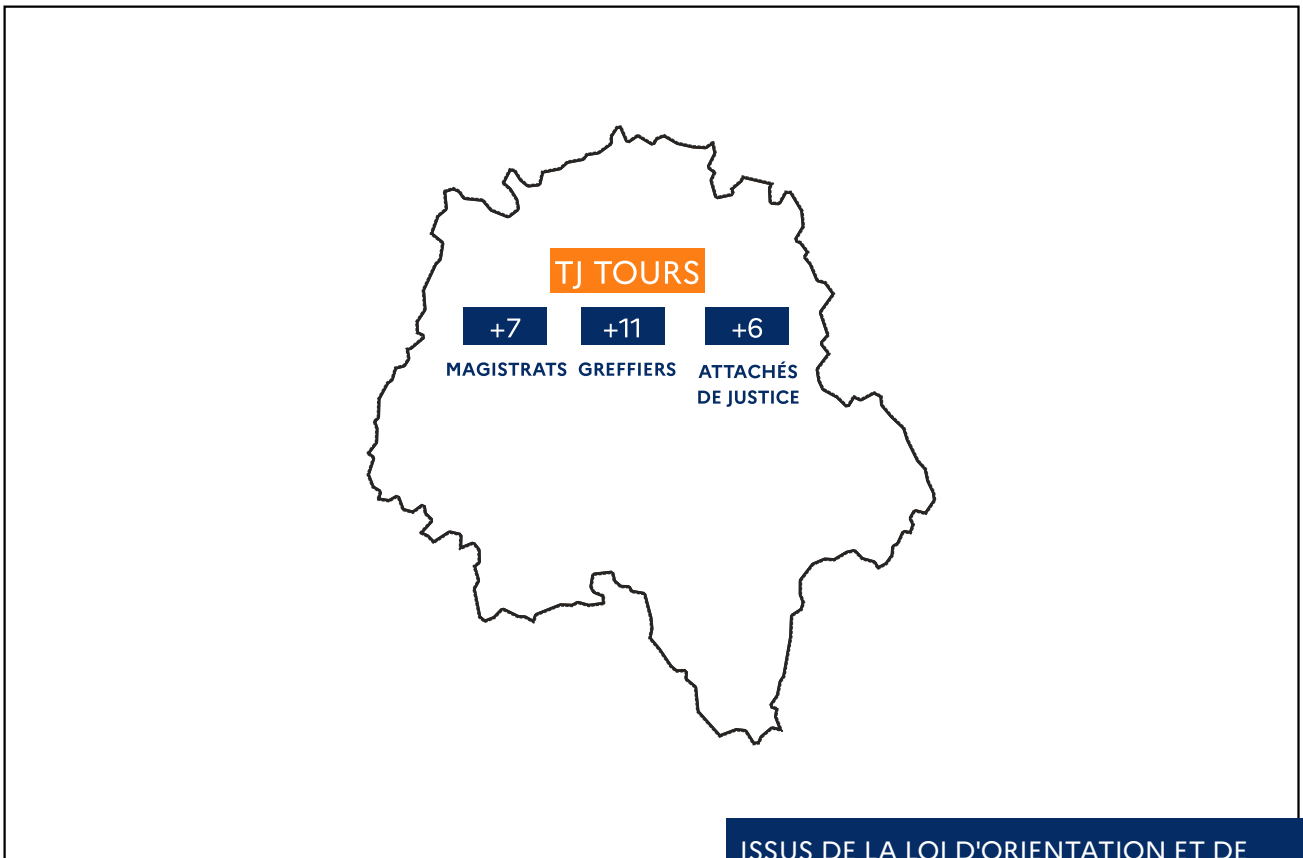 TJ TOURS
+7 +11 +6
MAGISTRATS GREFFIERS ATTACHÉS
DE JUSTICE
ISSUS DE LA LOI D'ORIENTATION ET DE